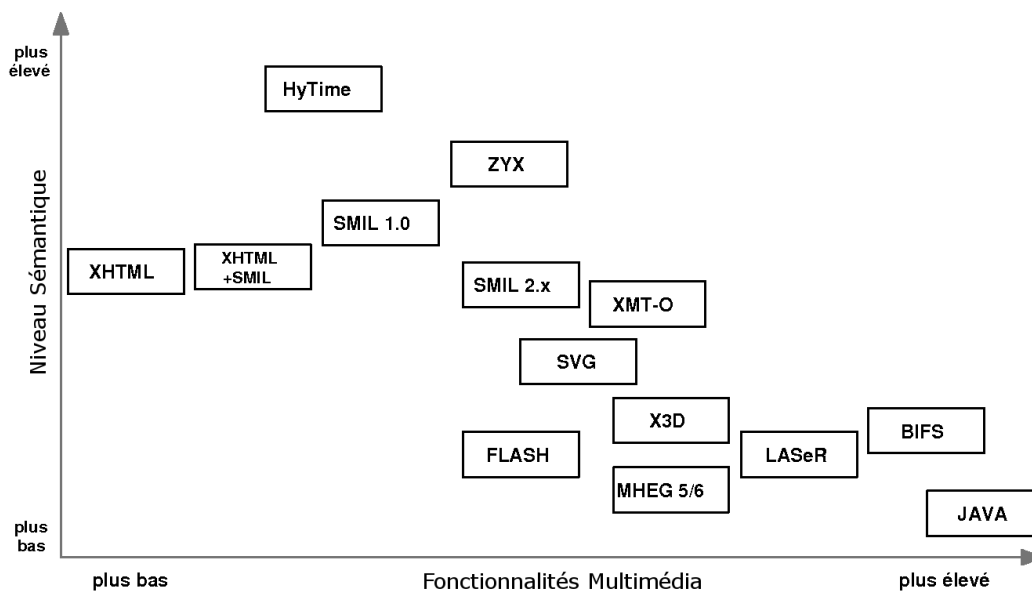 plus
élevé
HyTime
ZYX
SMIL 1.0
XHTML
XHTML
+SMIL
SMIL 2.x
XMT-O
SVG
X3D
BIFS
FLASH
LASeR
MHEG 5/6
JAVA
Niveau Sémantique
plus
bas
plus bas
Fonctionnalités Multimédia
plus élevé